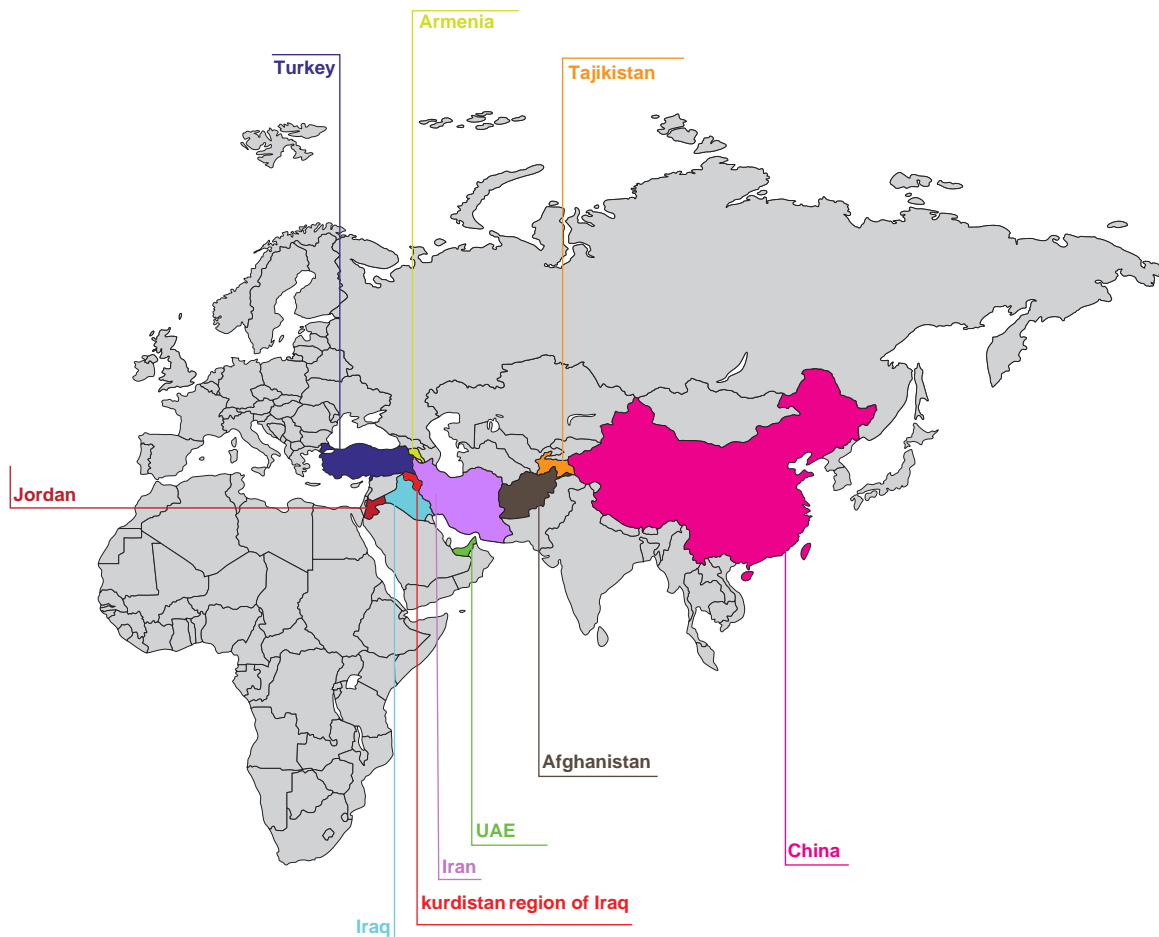 Armenia
Turkey
Tajikistan
Jordan
Afghanistan
UAE
China
Iran
kurdistan region of Iraq
Iraq